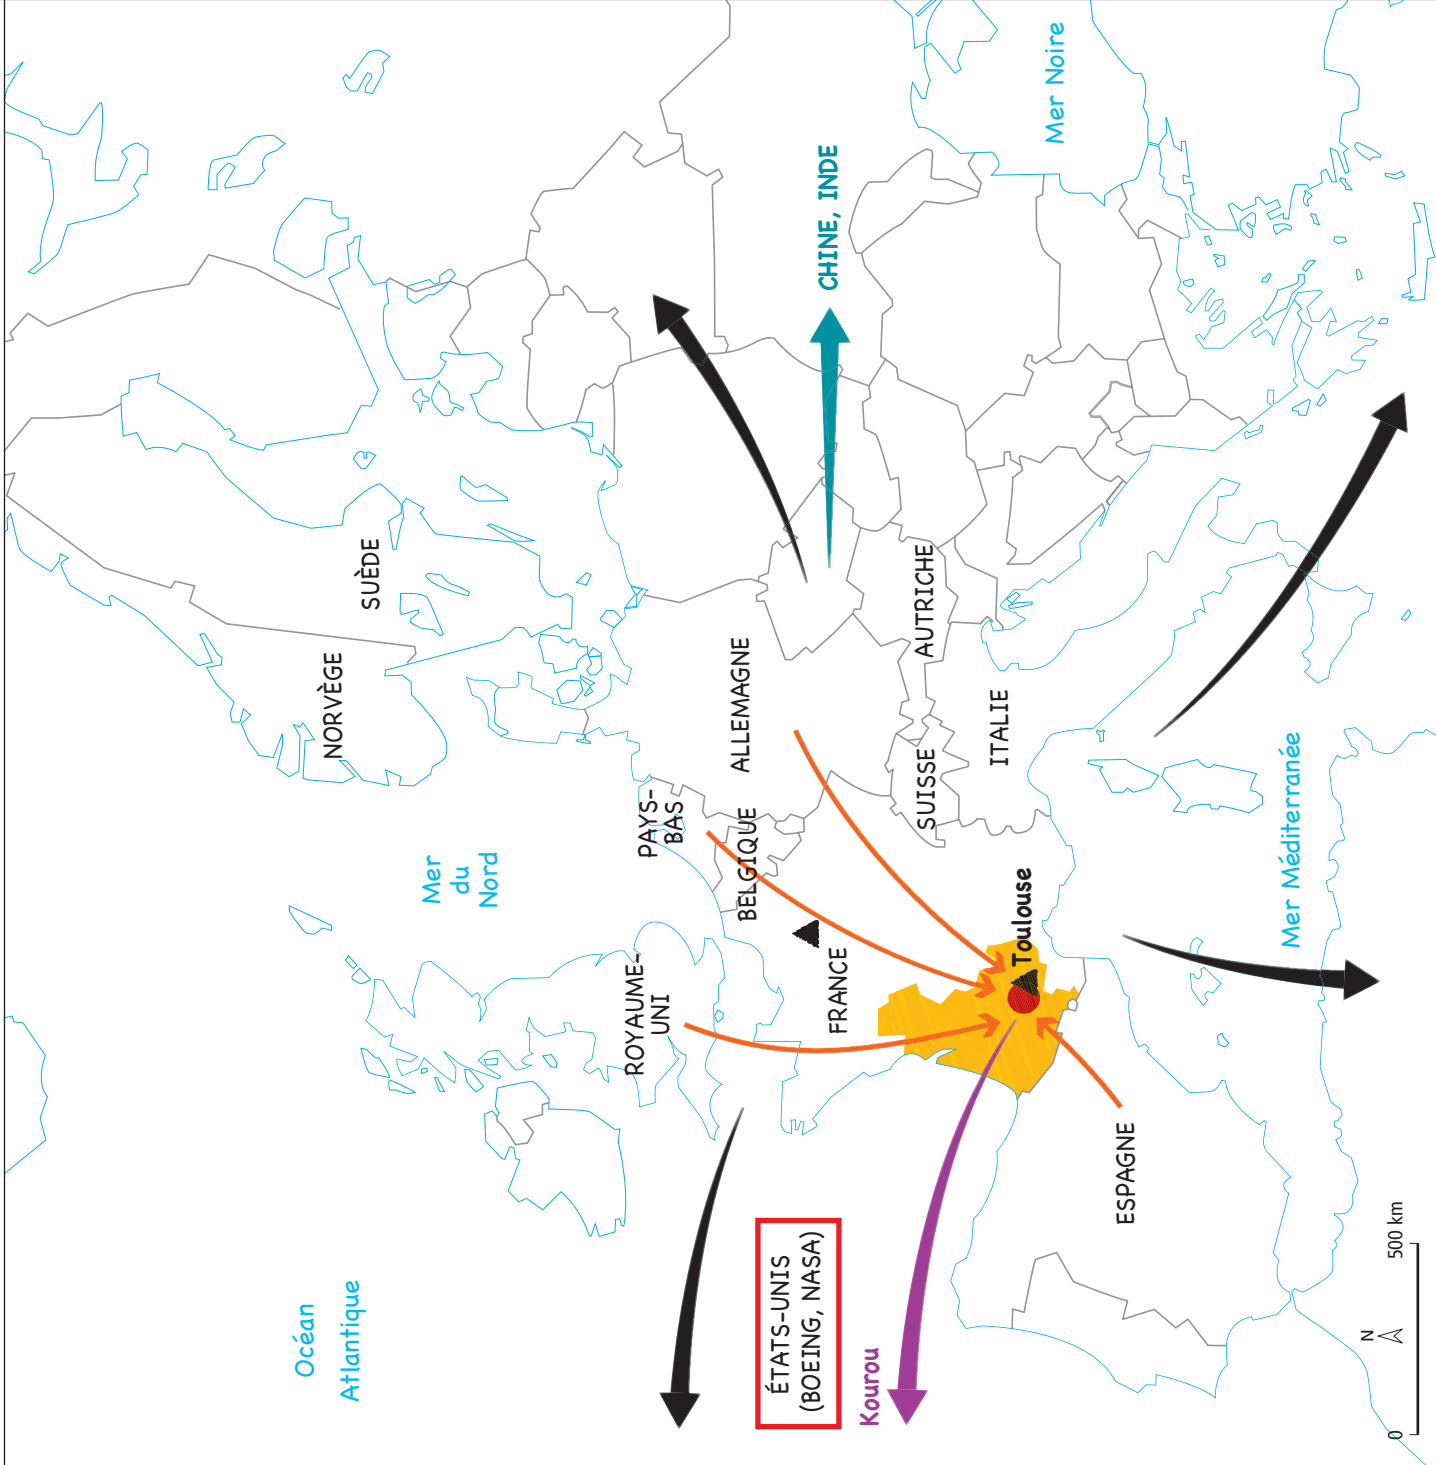 Océan
Atlantique
NORVÈGE
SUÈDE
Mer
du
Nord
ROYAUME-
UNI
PAYS-
BAS
BELGIQUE
ALLEMAGNE
CHINE, INDE
ÉTATS-UNIS
(BOEING, NASA)
Kourou
FRANCE
SUISSE
AUTRICHE
ITALIE
Toulouse
Mer Noire
ESPAGNE
Mer Méditerranée
N
0
500 km